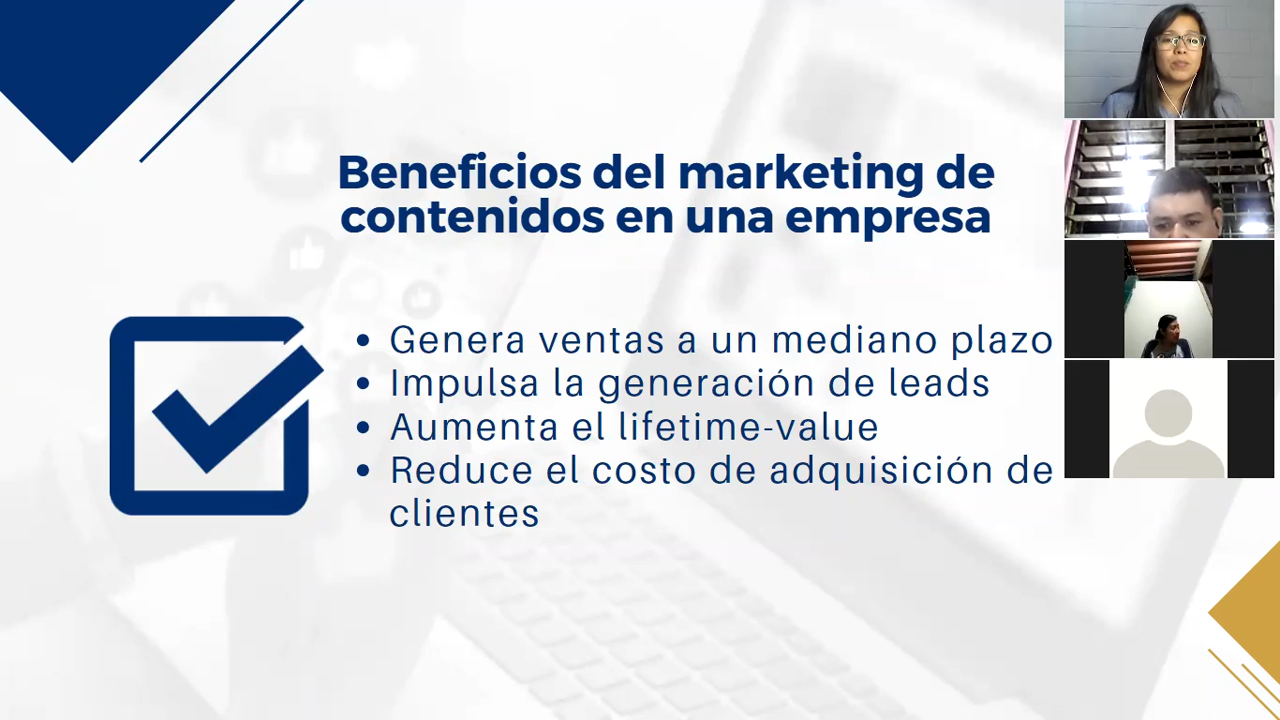 Beneficios del marketing de
contenidos en una empresa
• Genera ventas a un mediano plazo
• Impulsa la generación de leads
• Aumenta el lifetime-value
• Reduce el costo de adquisición de
clientes